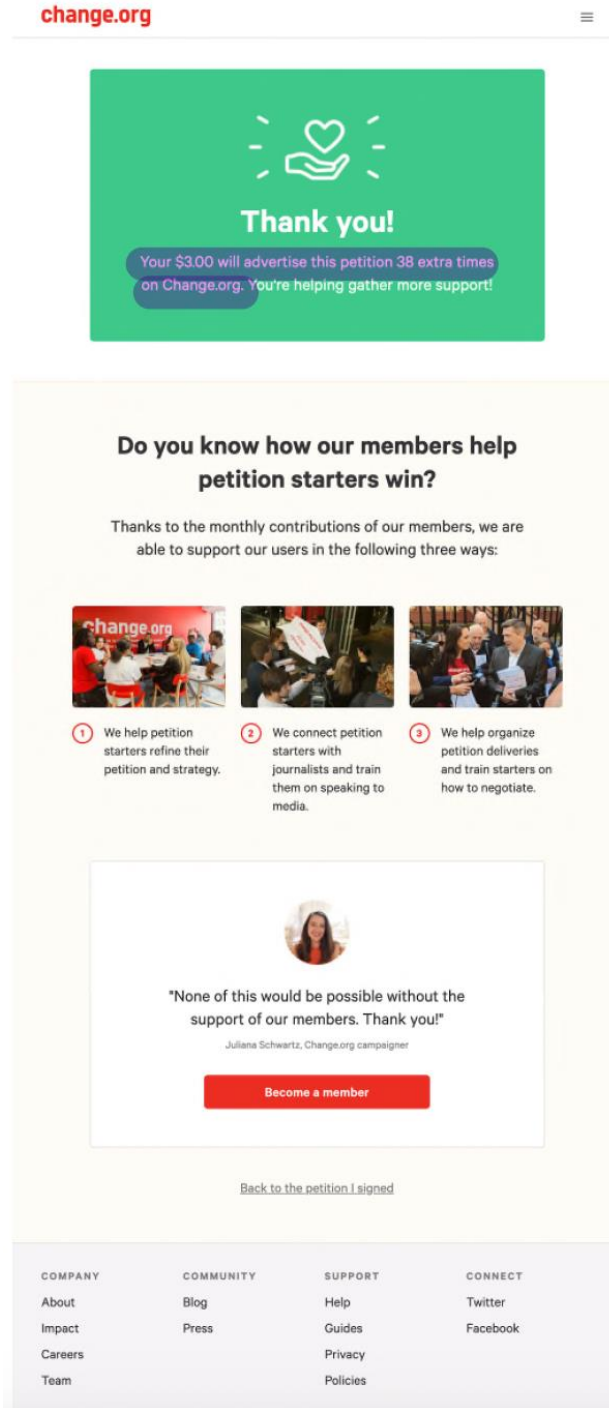 change.org
Thank you!
Your $3.00 will advertise this petition 38 extra times
on Change.org. You're helping gather more support!
Do you know how our members help
petition starters win?
Thanks to the monthly contributions of our members, we are
able to support our users in the following three ways:
change.org
1 We help petition
starters refine their
petition and strategy.
2 We connect petition
starters with
journalists and train
them on speaking to
media.
3 We help organize
petition deliveries
and train starters on
how to negotiate.
"None of this would be possible without the
support of our members. Thank you!"
Juliana Schwartz, Change.org campaigner
Become a member
Back to the petition I signed
COMPANY
About
Impact
Careers
Team
COMMUNITY
Blog
Press
SUPPORT
Help
Guides
Privacy
Policies
CONNECT
Twitter
Facebook